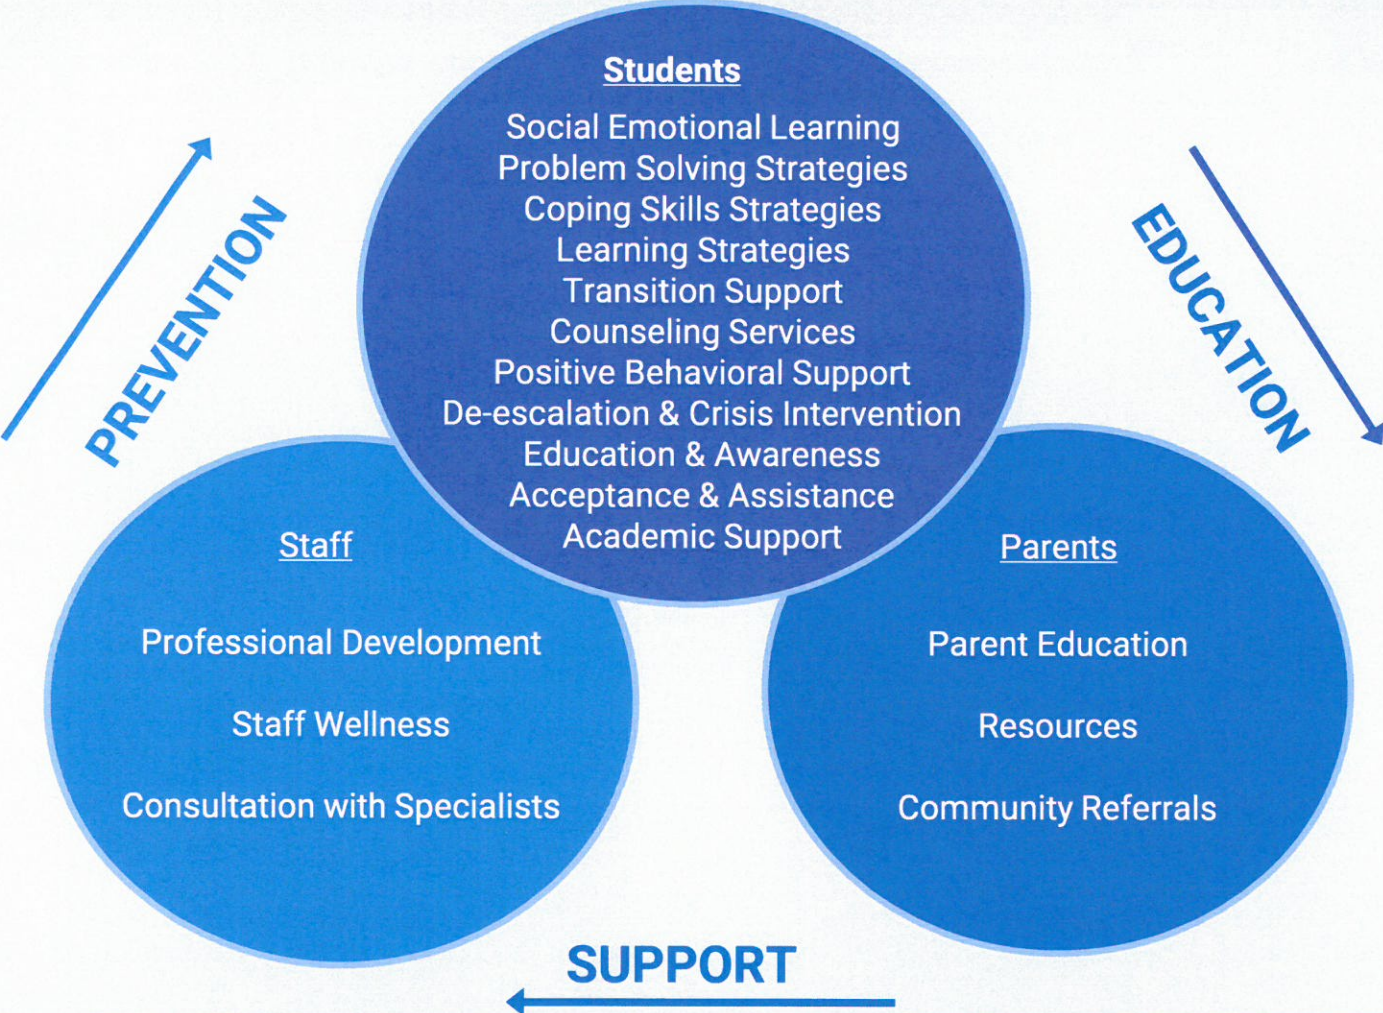 Students
Social Emotional Learning
Problem Solving Strategies
Coping Skills Strategies
Learning Strategies
Transition Support
Counseling Services
Positive Behavioral Support
De-escalation & Crisis Intervention
Education & Awareness
Acceptance & Assistance
Academic Support
PREVENTION
EDUCATION
Staff
Professional Development
Staff Wellness
Consultation with Specialists
Parents
Parent Education
Resources
Community Referrals
SUPPORT